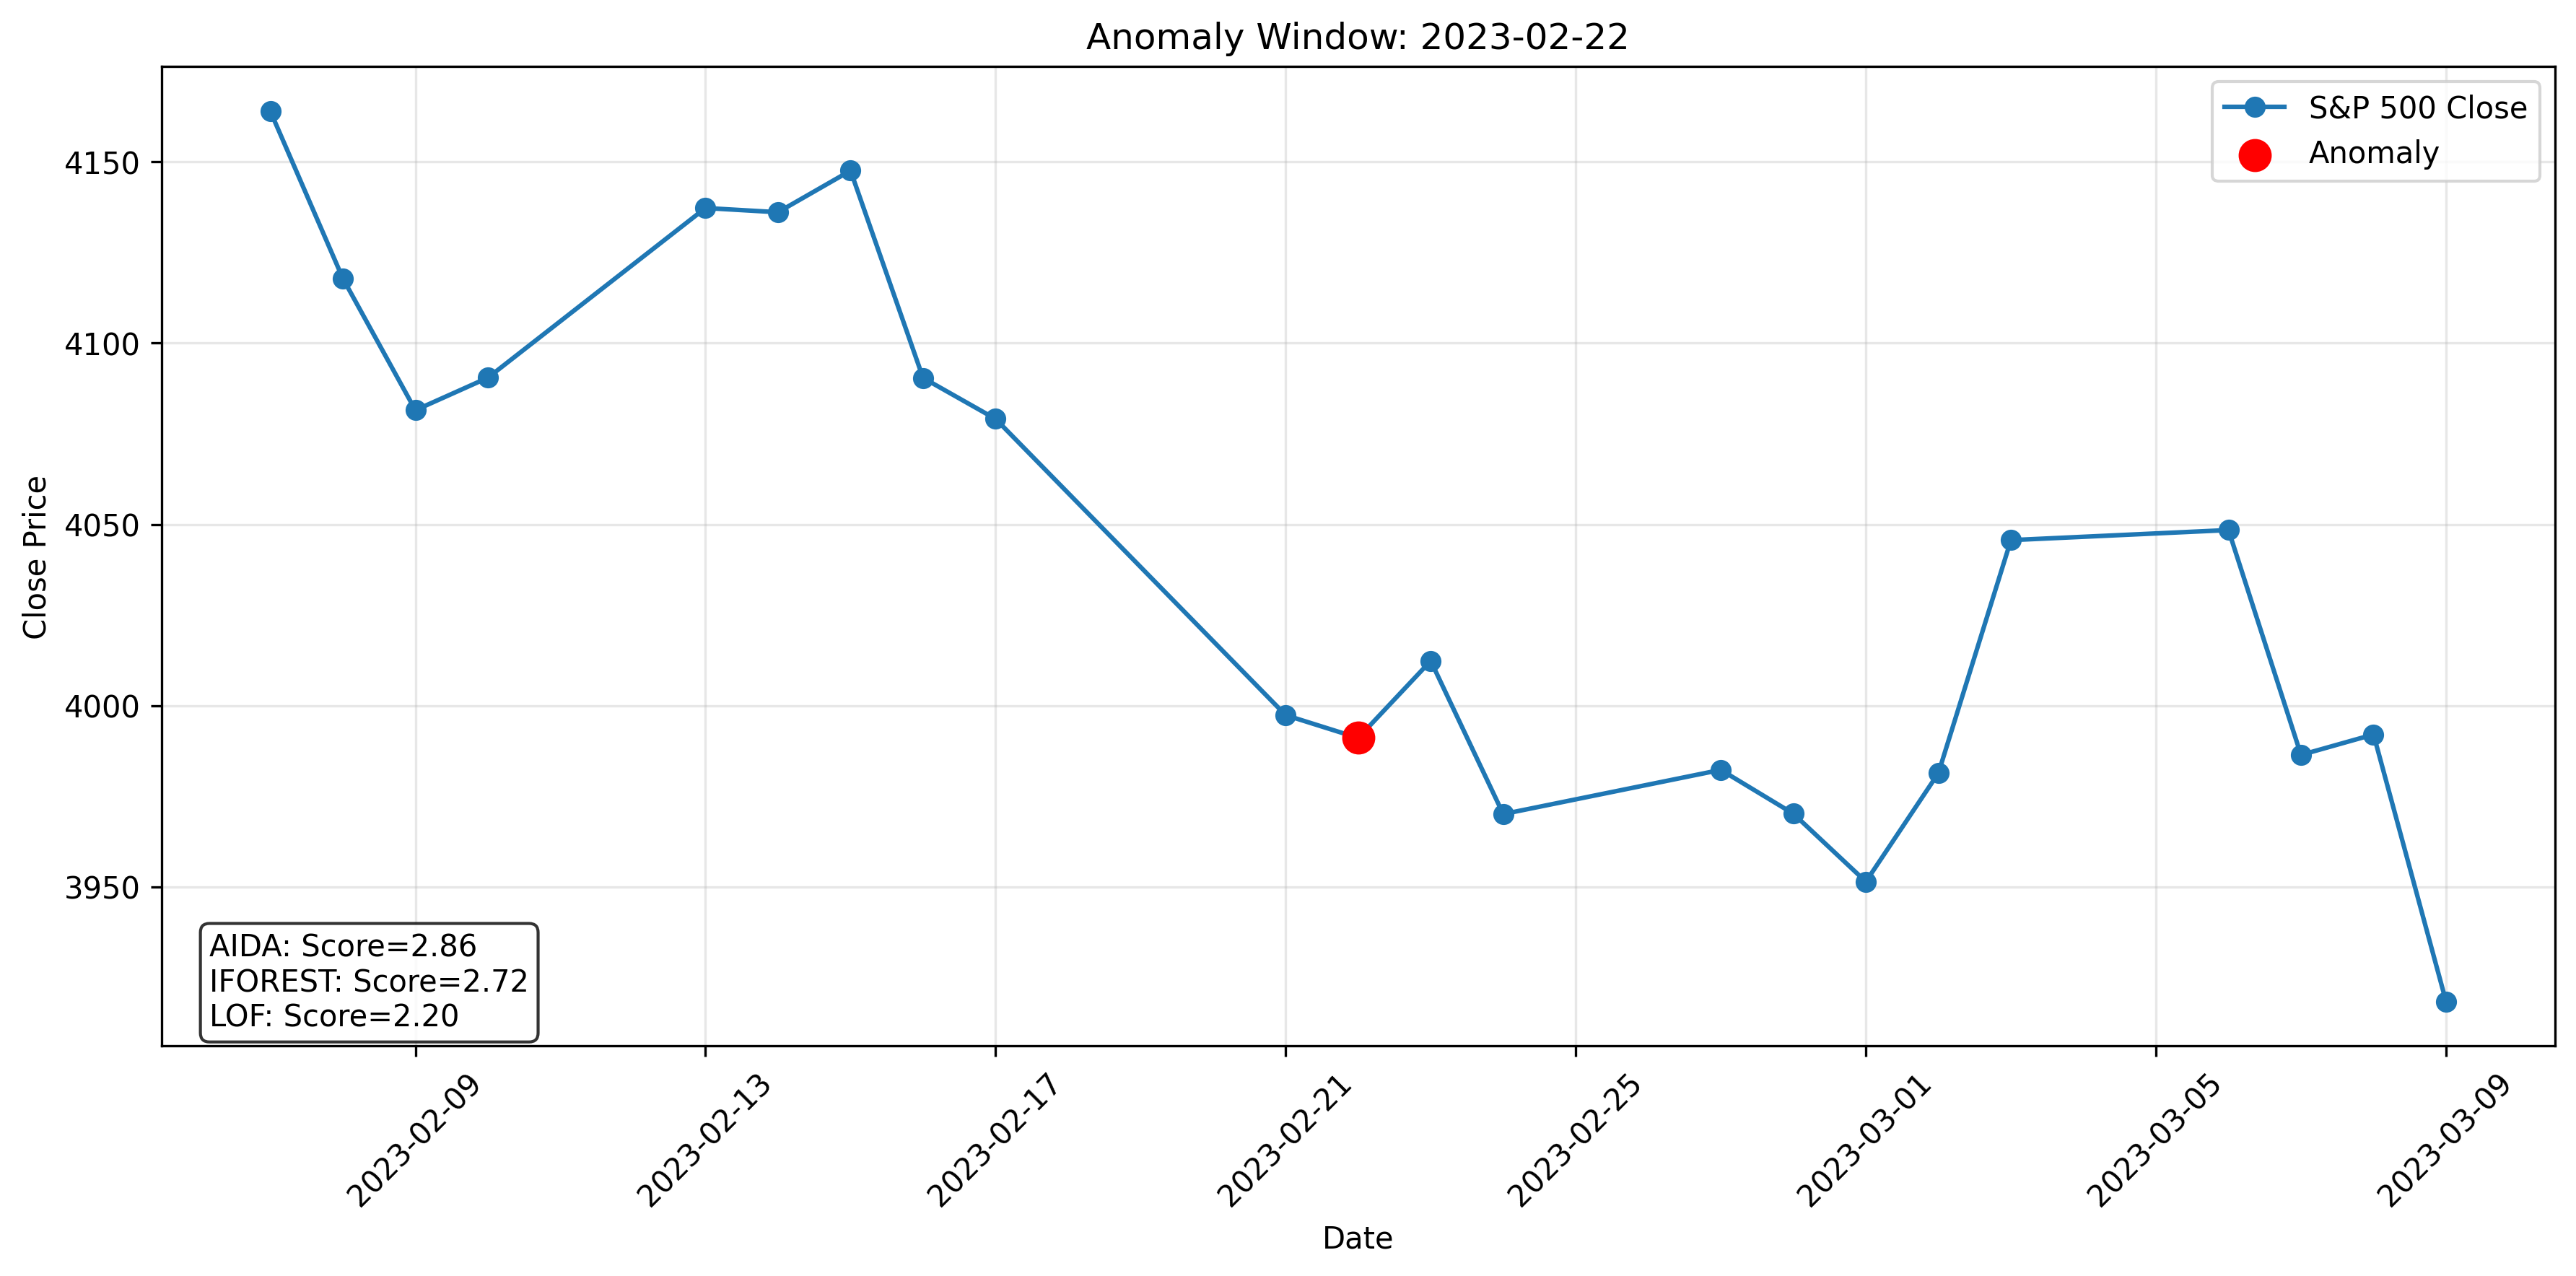 Anomaly Window: 2023-02-22
S&P 500 Close
Anomaly
Close Price
4150
4100
4050
4000
3950
AIDA: Score=2.86
IFOREST: Score=2.72
LOF: Score=2.20
2023-02-09
2023-02-13
2023-02-17
2023-02-21
2023-02-25
2023-03-01
2023-03-05
2023-03-09
Date